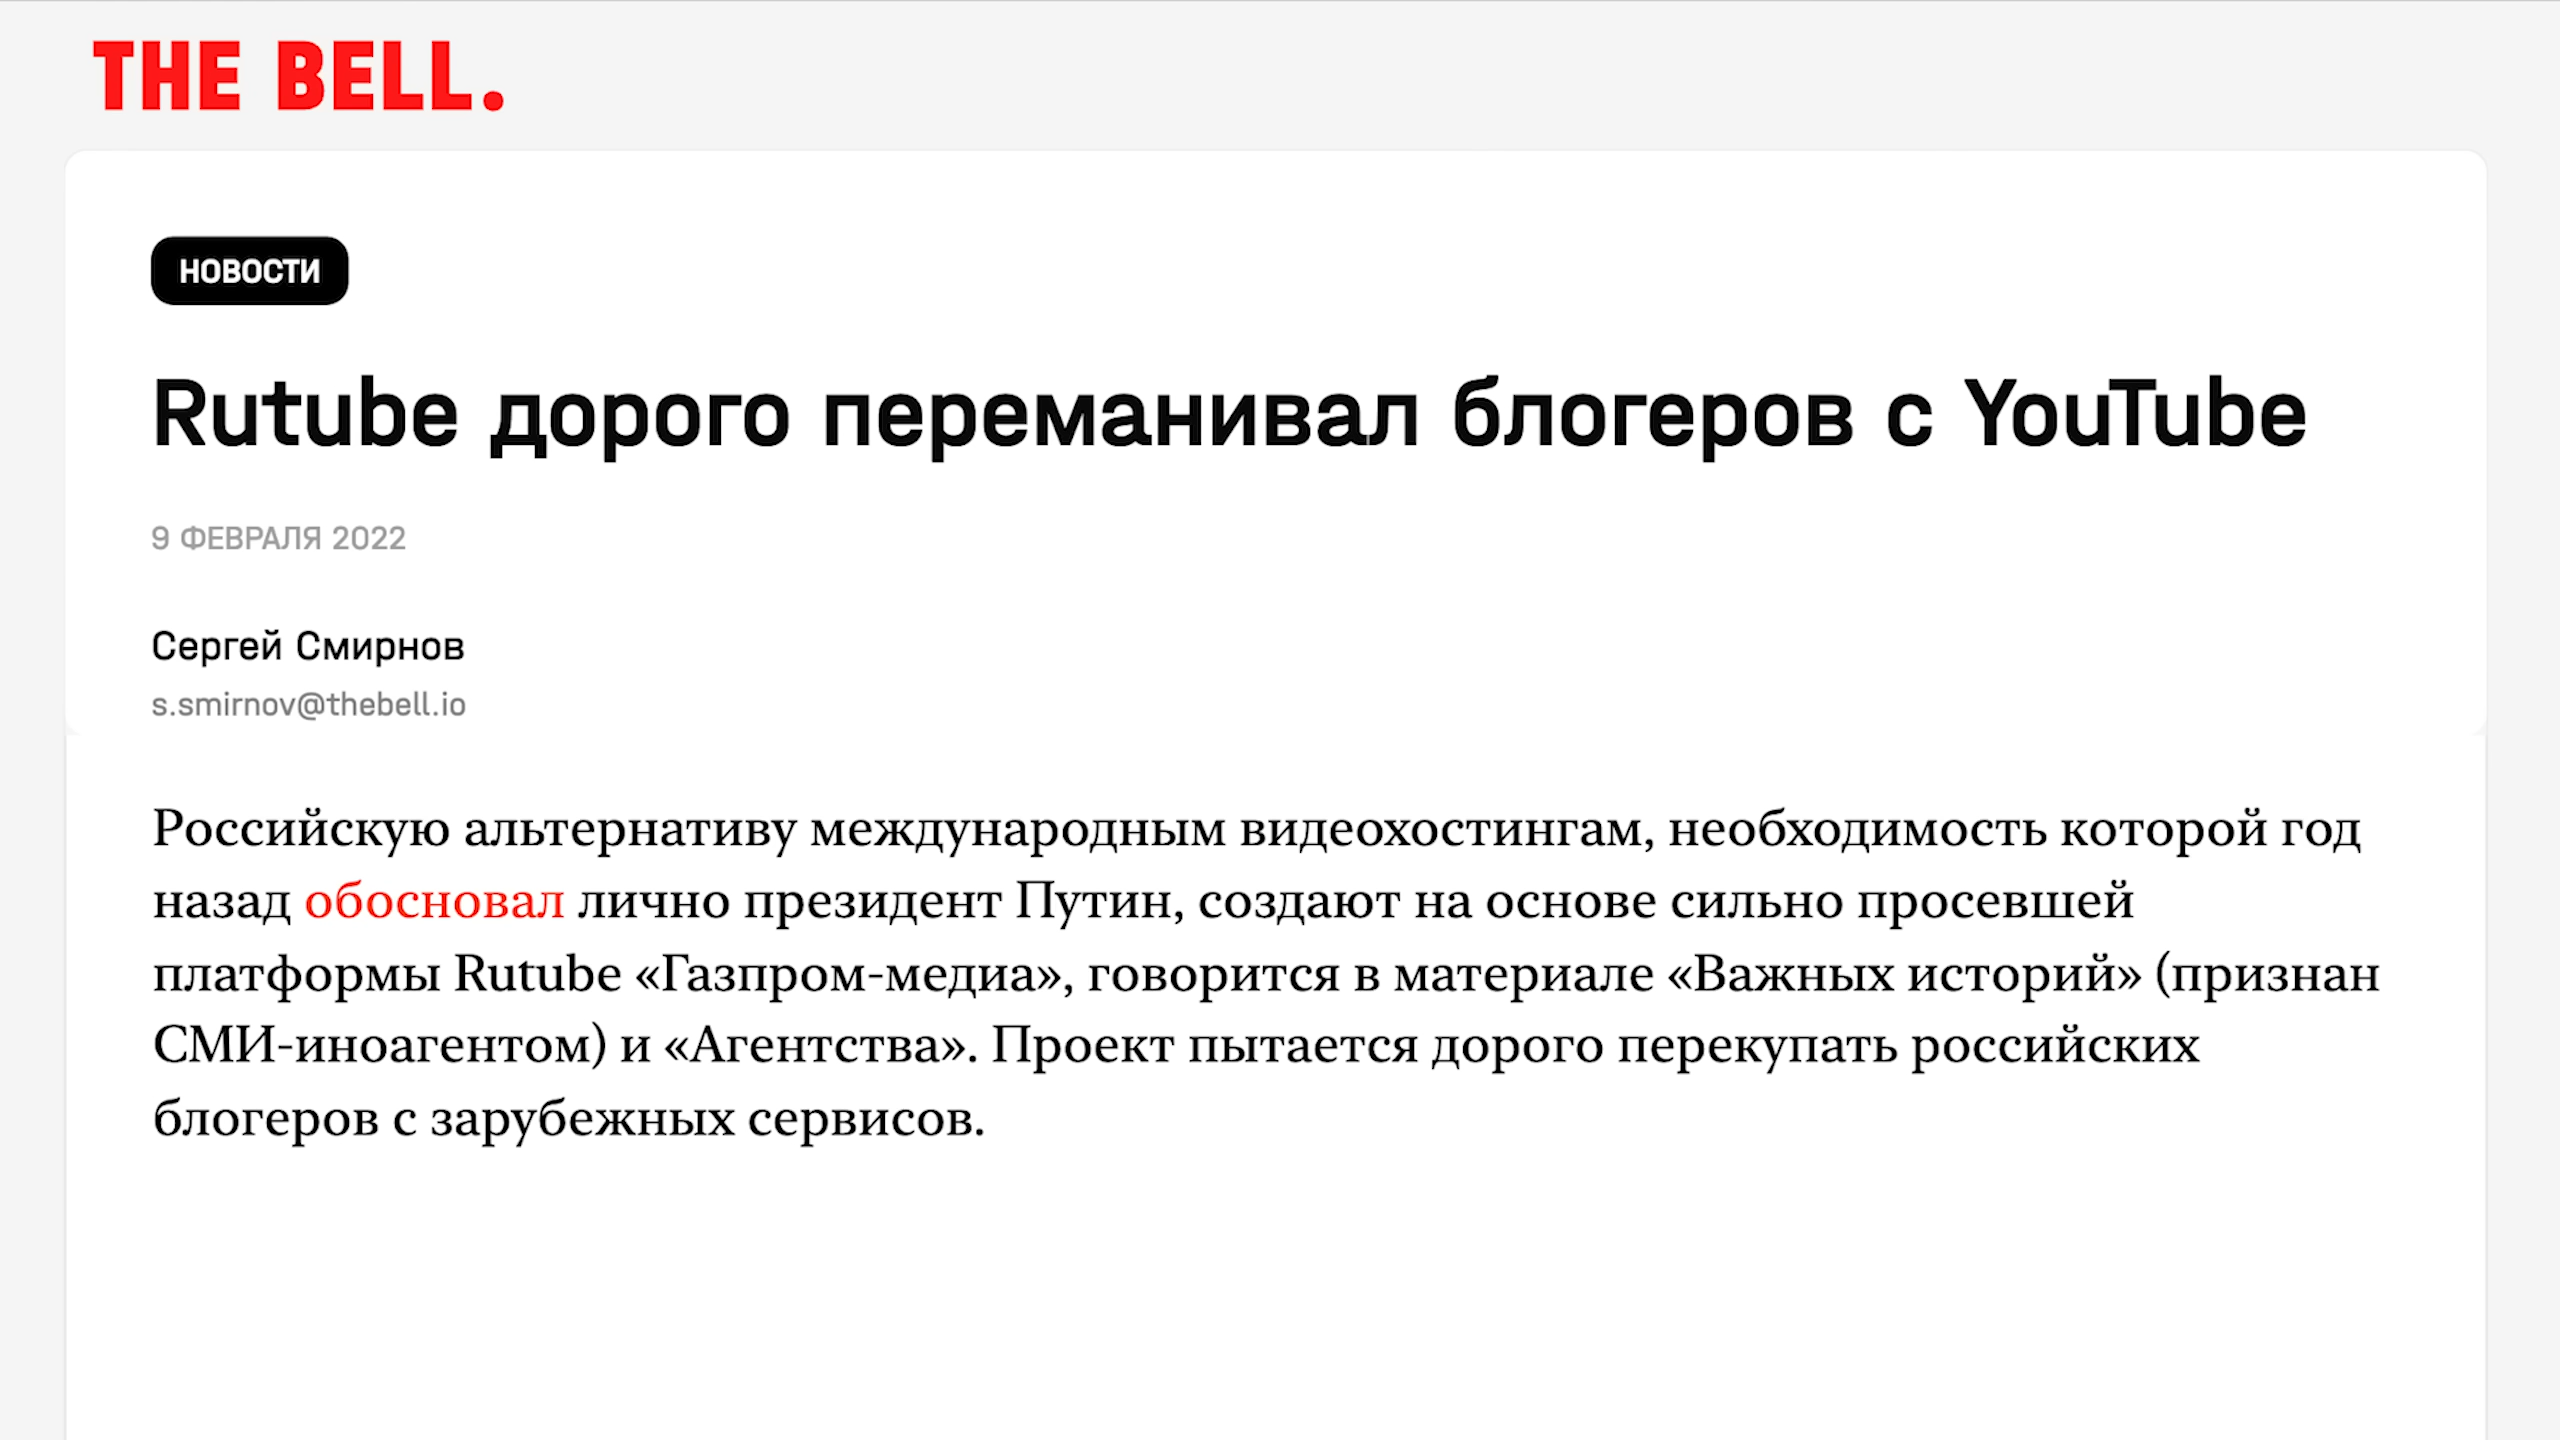 THE BELL.
НОВОСТИ
Rutube дорого переманивал блогеров с YouTube
9 ФЕВРАЛЯ 2022
Сергей Смирнов
s.smirnov@thebell.io
Российскую альтернативу международным видеохостингам, необходимость которой год
назад обосновал лично президент Путин, создают на основе сильно просевшей
платформы Rutube «Газпром-медиа», говорится в материале «Важных историй» (признан
СМИ-иноагентом) и «Агентства». Проект пытается дорого перекупать российских
блогеров с зарубежных сервисов.